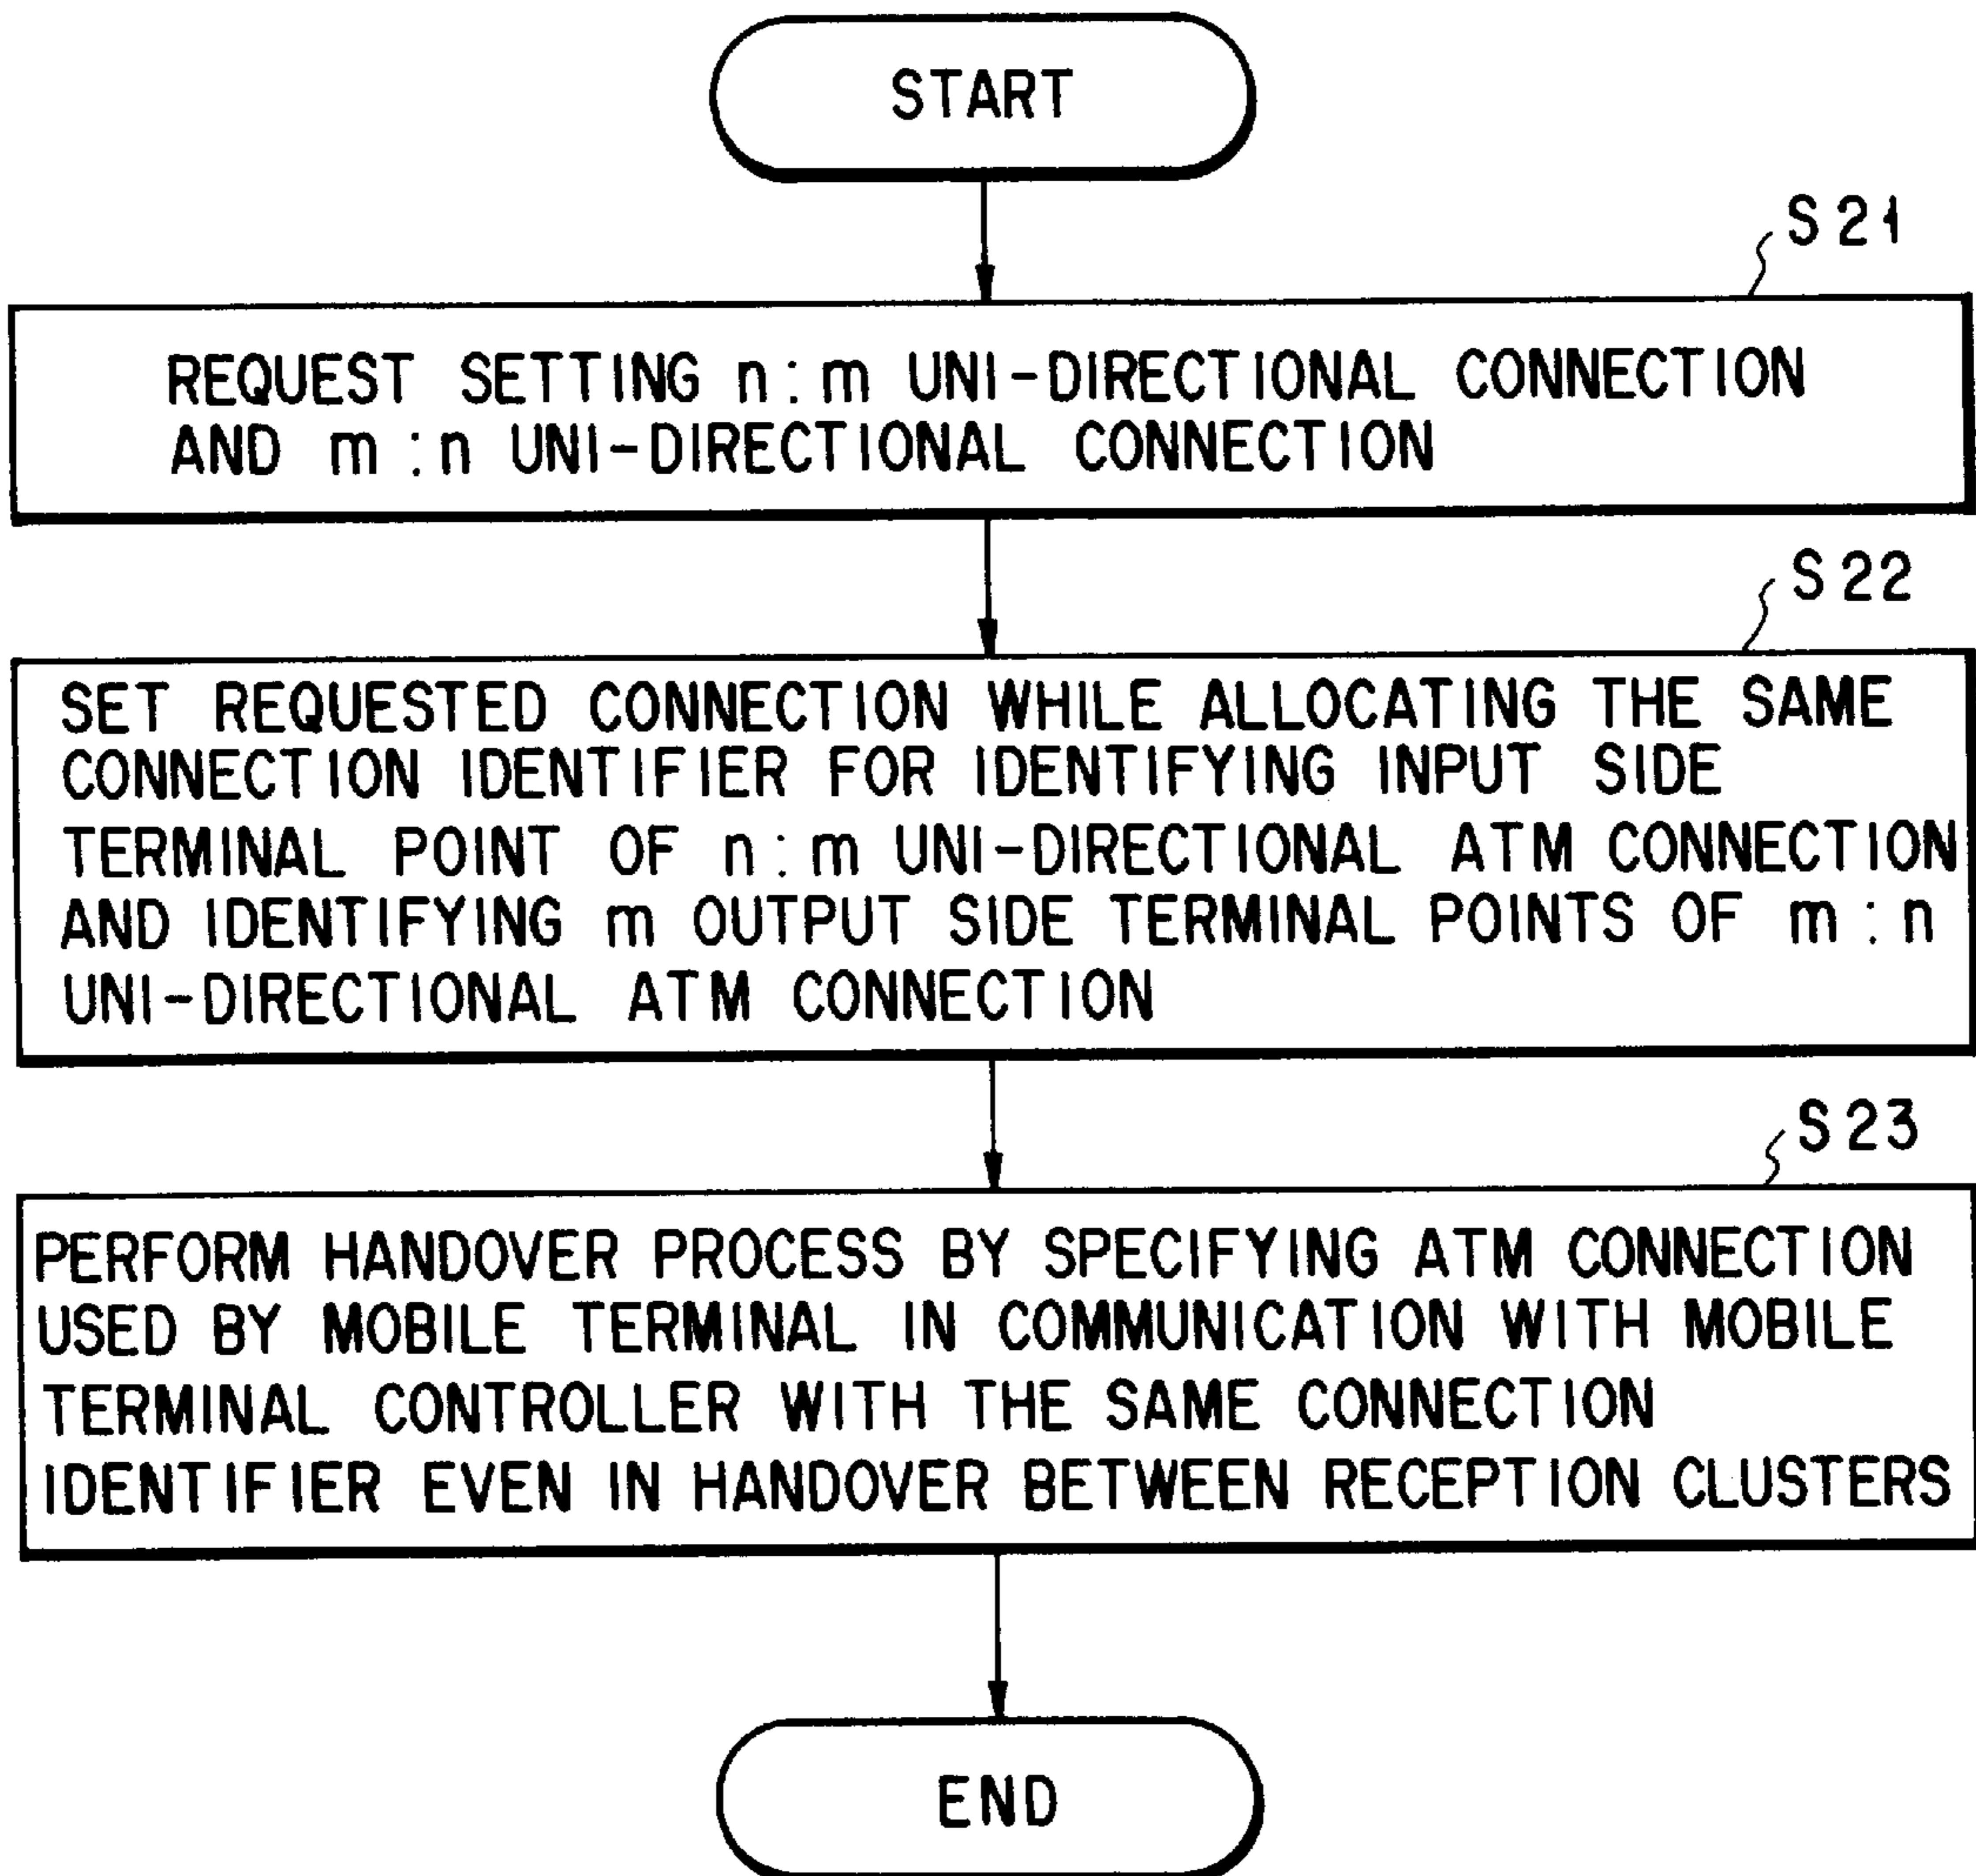 START
S21
REQUEST SETTING n:m UNI-DIRECTIONAL CONNECTION
AND m:n UNI-DIRECTIONAL CONNECTION
S22
SET REQUESTED CONNECTION WHILE ALLOCATING THE SAME
CONNECTION IDENTIFIER FOR IDENTIFYING INPUT SIDE
TERMINAL POINT OF n:m UNI-DIRECTIONAL ATM CONNECTION
AND IDENTIFYING m OUTPUT SIDE TERMINAL POINTS OF m:n
UNI-DIRECTIONAL ATM CONNECTION
S23
PERFORM HANDOVER PROCESS BY SPECIFYING ATM CONNECTION
USED BY MOBILE TERMINAL IN COMMUNICATION WITH MOBILE
TERMINAL CONTROLLER WITH THE SAME CONNECTION
IDENTIFIER EVEN IN HANDOVER BETWEEN RECEPTION CLUSTERS
END